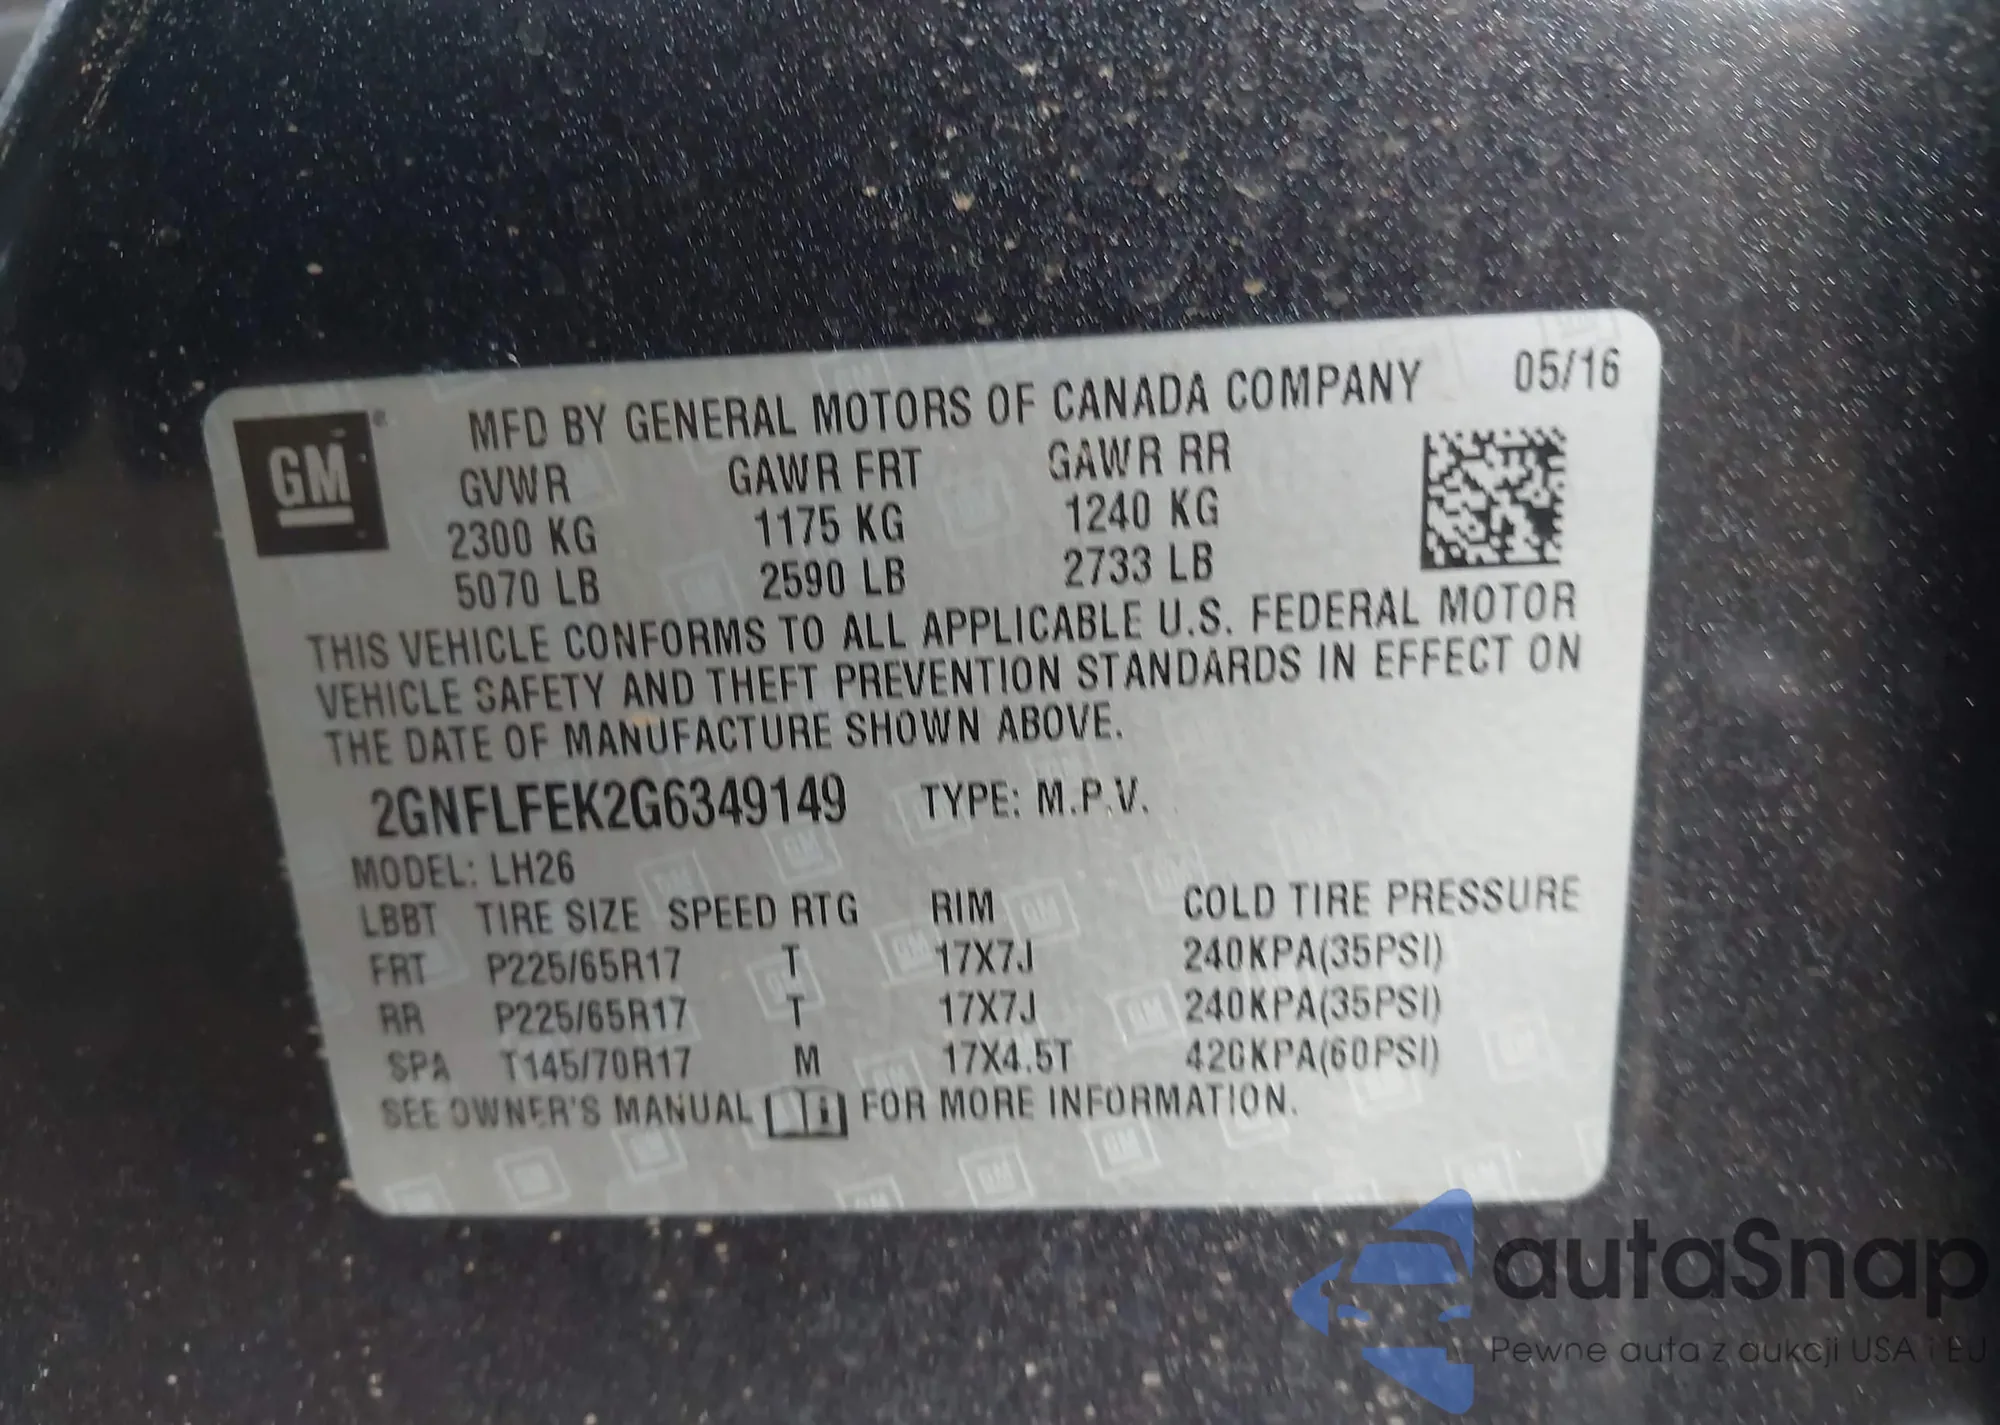 MFD BY GENERAL MOTORS OF CANADA COMPANY 05/16
GM
GVWR GAWR FRT GAWR RR
2300 KG 1175 KG 1240 KG
5070 LB 2590 LB 2733 LB
THIS VEHICLE CONFORMS TO ALL APPLICABLE U.S. FEDERAL MOTOR
VEHICLE SAFETY AND THEFT PREVENTION STANDARDS IN EFFECT ON
THE DATE OF MANUFACTURE SHOWN ABOVE.
2GNFLFEK2G6349149 TYPE: M.P.V.
MODEL: LH26
LBBT TIRE SIZE SPEED RTG RIM COLD TIRE PRESSURE
FRT P225/65R17 T 17X7J 240KPA(35PSI)
RR P225/65R17 T 17X7J 240KPA(35PSI)
SPA T145/70R17 M 17X4.5T 420KPA(60PSI)
SEE OWNER'S MANUAL FOR MORE INFORMATION.
autaSnap
Pewne auta z aukcji USA i EU